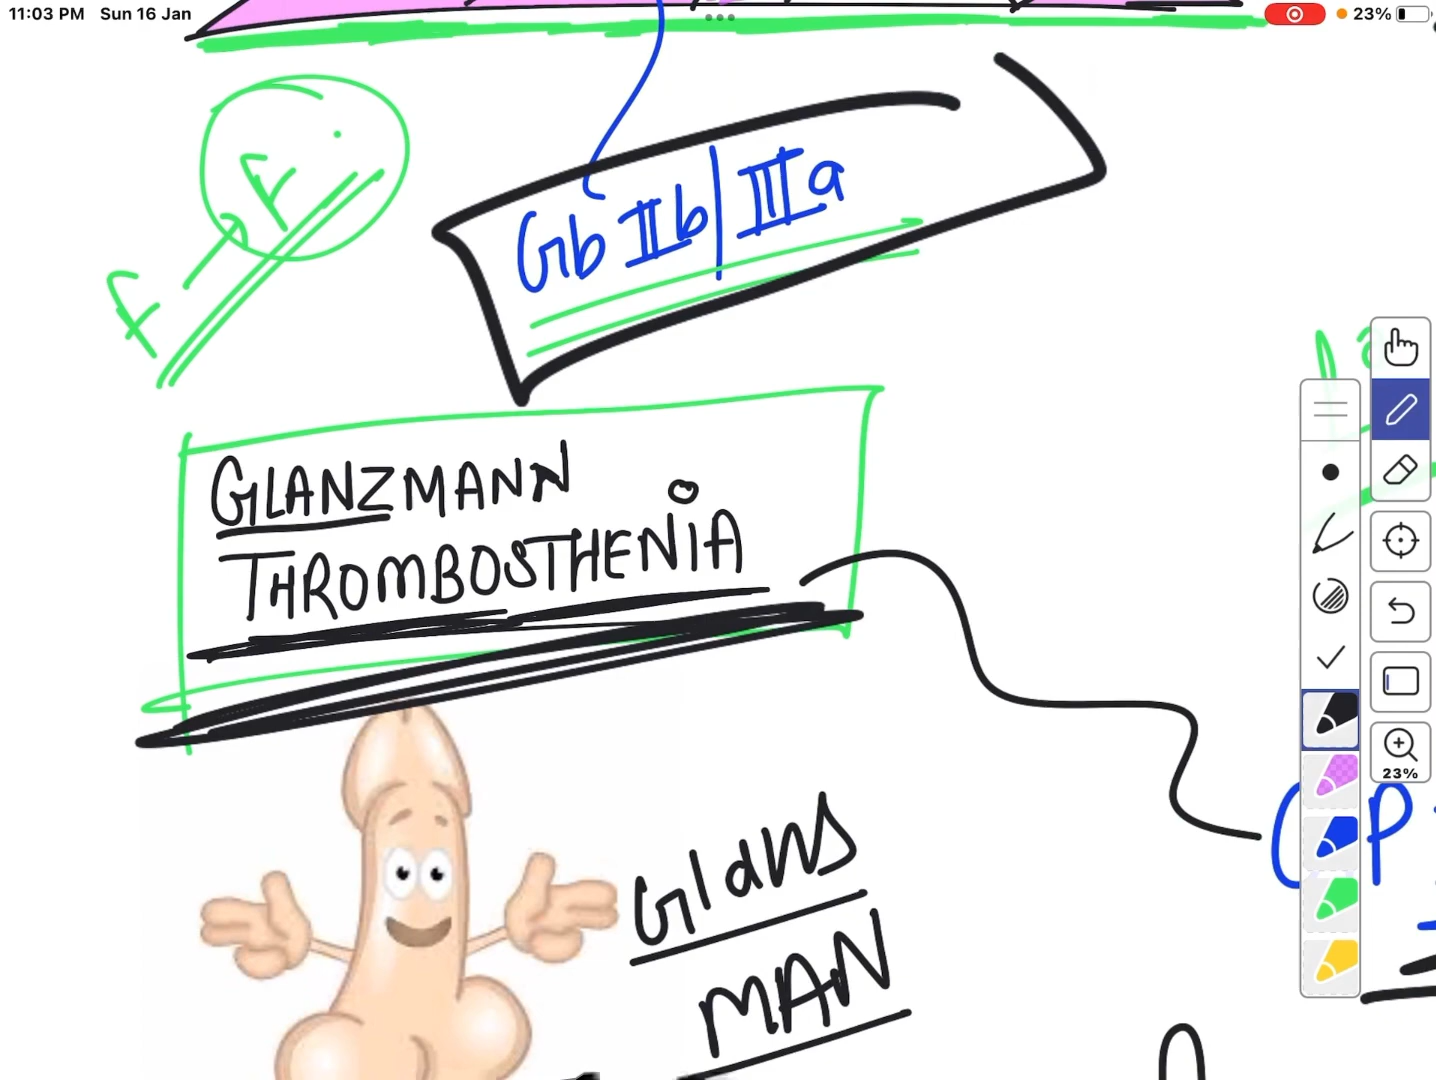 11:03 PM Sun 16 Jan
23%
Gb IIb|IIIa
GLANZMANN
THROMBOSTHENIA
Glans
MAN
23%